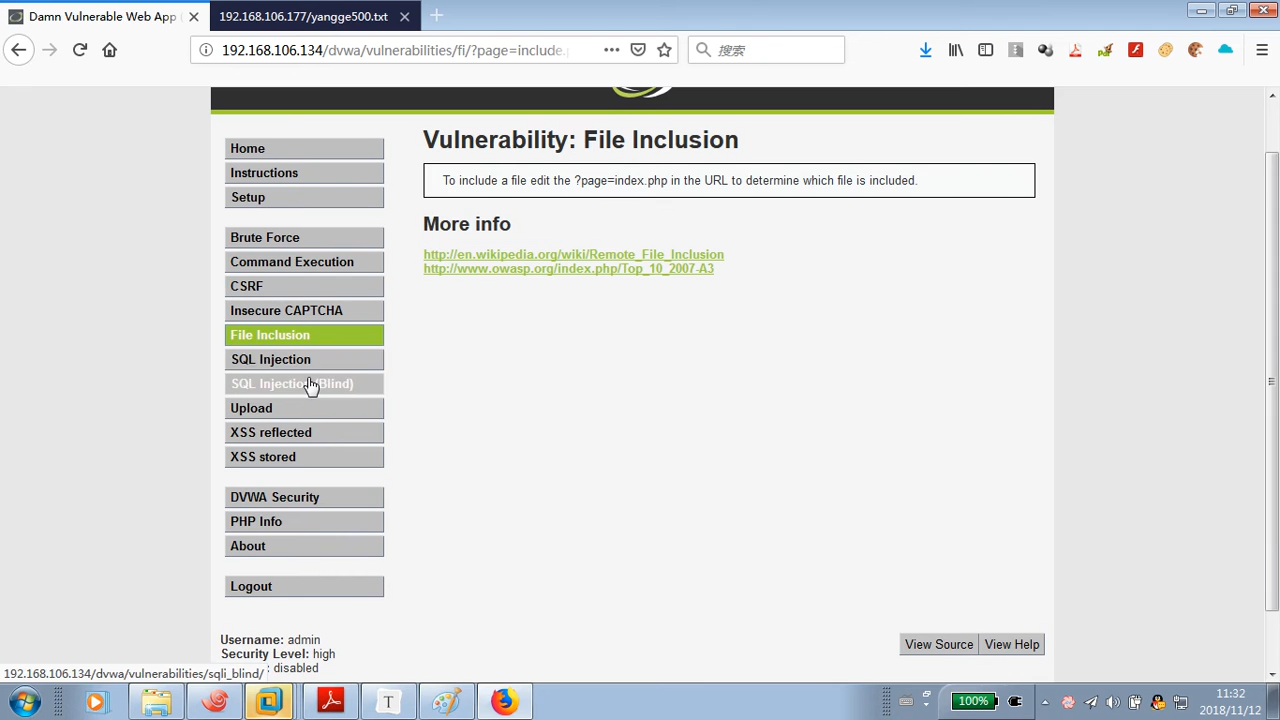 Damn Vulnerable Web App (
192.168.106.177/yangge500.txt
192.168.106.134/dvwa/vulnerabilities/fi/?page=include.
搜索
Home
Instructions
Setup
Brute Force
Command Execution
CSRF
Insecure CAPTCHA
File Inclusion
SQL Injection
SQL Injection (Blind)
Upload
XSS reflected
XSS stored
DVWA Security
PHP Info
About
Logout
Vulnerability: File Inclusion
To include a file edit the ?page=index.php in the URL to determine which file is included.
More info
http://en.wikipedia.org/wiki/Remote_File_Inclusion
http://www.owasp.org/index.php/Top_10_2007-A3
Username: admin
Security Level: high
: disabled
View Source
View Help
192.168.106.134/dvwa/vulnerabilities/sqli_blind/
T
100%
11:32
2018/11/12